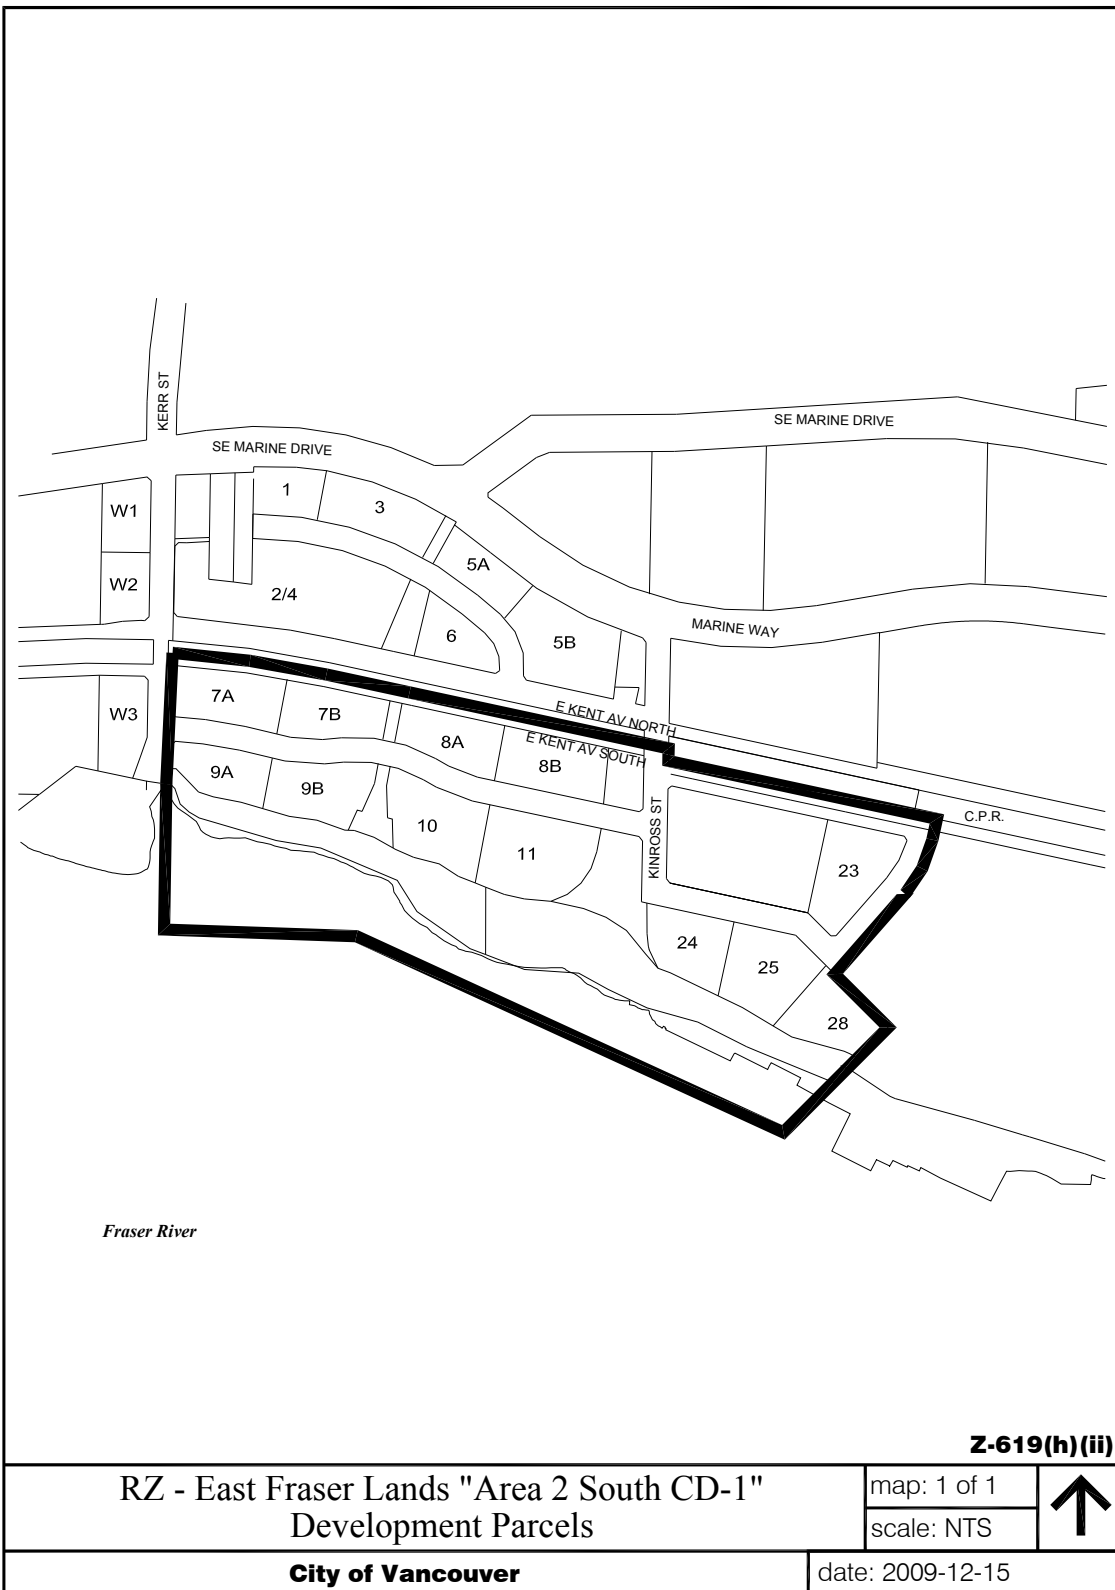 KERR ST
SE MARINE DRIVE
SE MARINE DRIVE
1
3
W1
5A
W2
2/4
MARINE WAY
6
5B
7A
W3
7B
E KENT AV NORTH
8A
E KENT AV SOUTH
8B
9A
9B
C.P.R.
10
KINROSS ST
11
23
24
25
28
Fraser River
Z-619(h)(ii)
RZ - East Fraser Lands "Area 2 South CD-1"
Development Parcels
map: 1 of 1
scale: NTS
City of Vancouver
date: 2009-12-15